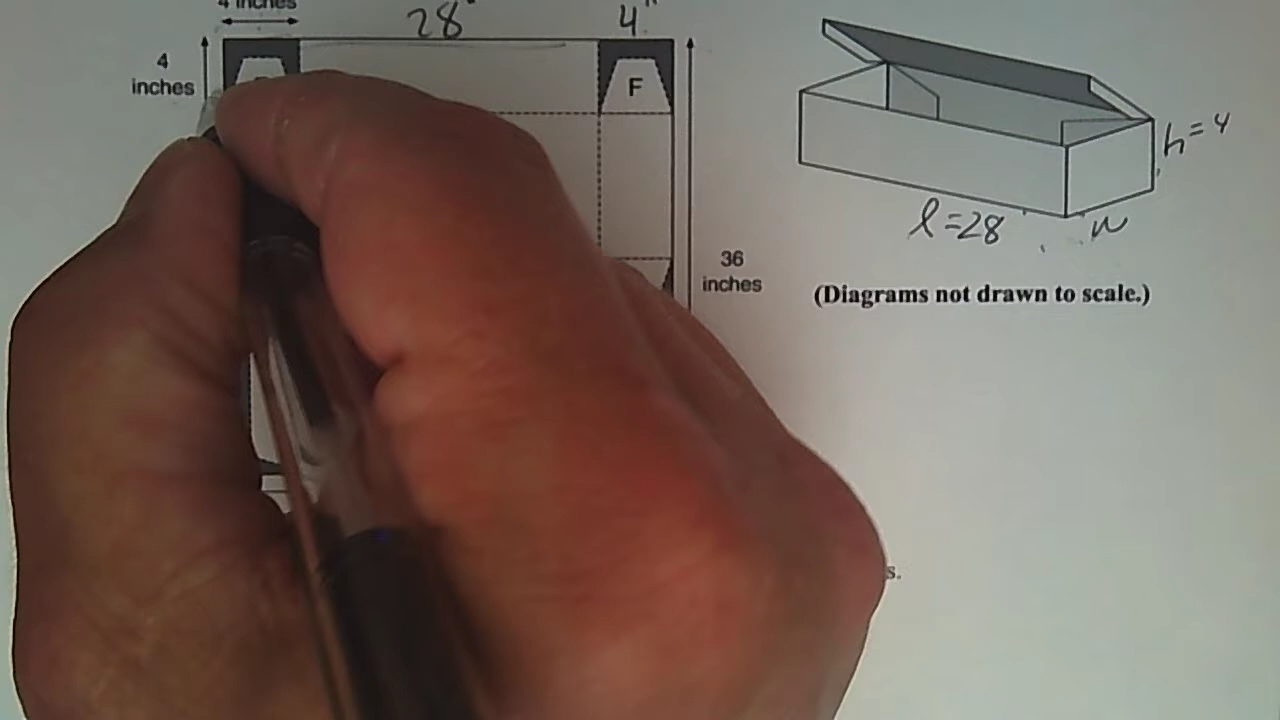 4 inches
28"
4"
4
inches
F
h=4
l=28
w
36
inches
(Diagrams not drawn to scale.)
s.